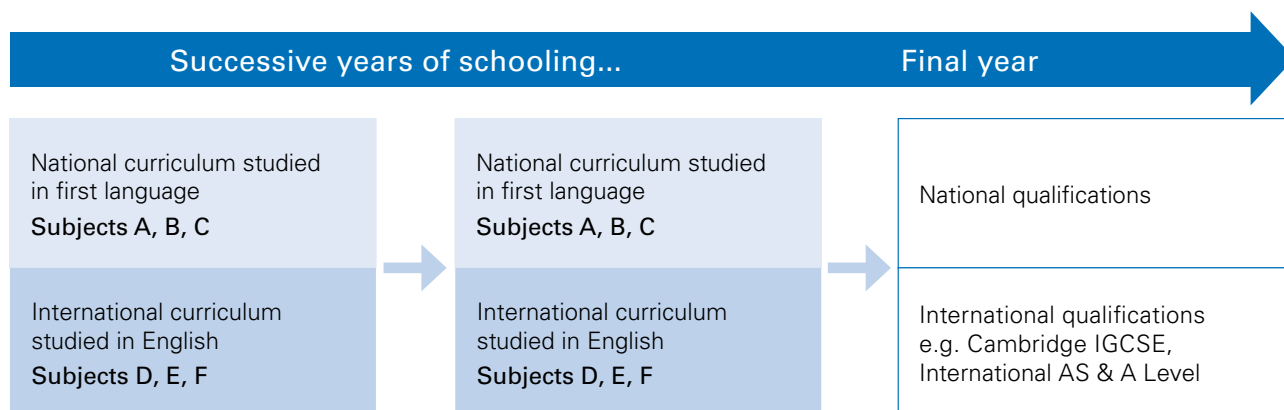 Successive years of schooling...
Final year
National curriculum studied
in first language
Subjects A, B, C
International curriculum
studied in English
Subjects D, E, F
National curriculum studied
in first language
Subjects A, B, C
International curriculum
studied in English
Subjects D, E, F
National qualifications
International qualifications
e.g. Cambridge IGCSE,
International AS & A Level